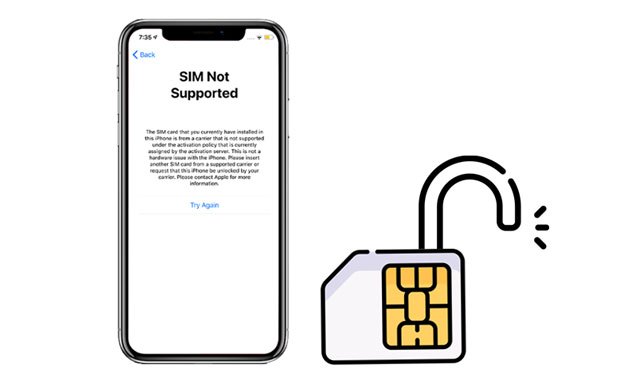 7:35
Back
SIM Not
Supported
The SIM card that you currently have installed in
this iPhone is from a carrier that is not supported
under the activation policy that is currently
assigned by the activation server. This is not a
hardware issue with the iPhone. Please insert
another SIM card from a supported carrier or
request that this iPhone be unlocked by your
carrier. Please contact Apple for more
information.
Try Again